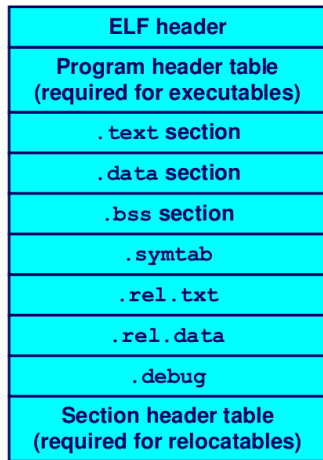 ELF header
Program header table
(required for executables)
.text section
.data section
.bss section
.symtab
.rel.txt
.rel.data
.debug
Section header table
(required for relocatables)